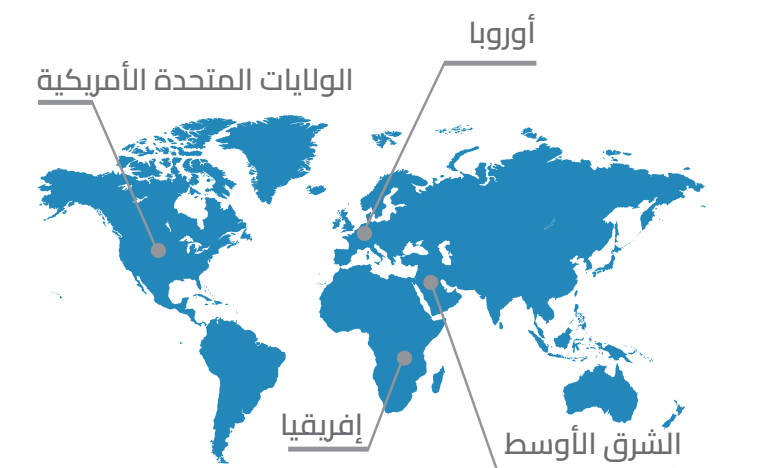 أوروبا
الولايات المتحدة الأمريكية
إفريقيا
الشرق الأوسط